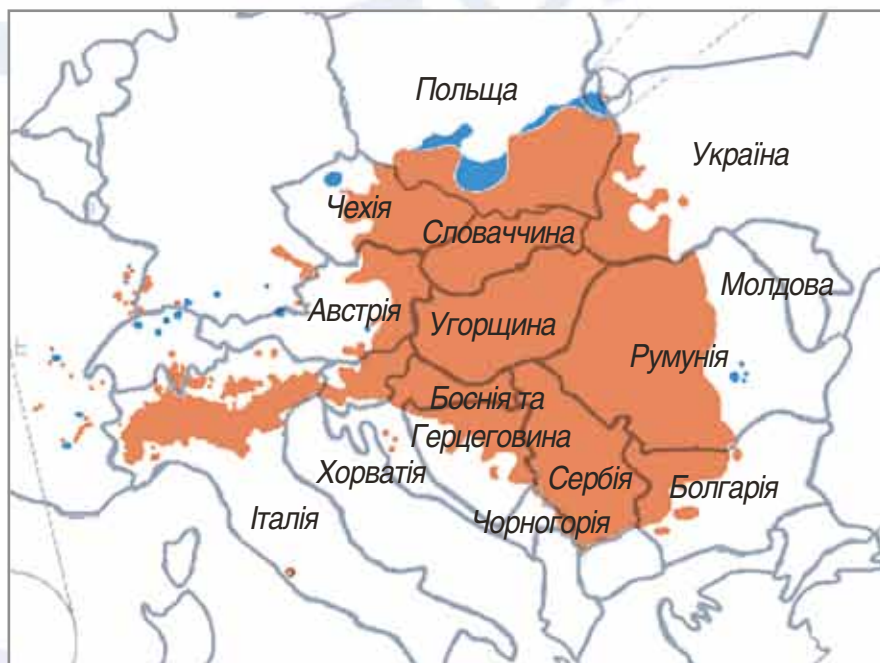 Польща
Україна
Чехія
Словаччина
Молдова
Австрія
Угорщина
Румунія
Боснія та
Герцеговина
Хорватія
Сербія
Болгарія
Італія
Чорногорія